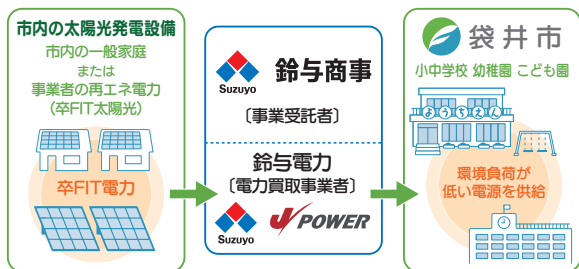 市内の太陽光発電設備
市内の一般家庭
または
事業者の再エネ電力
（卒FIT太陽光）
卒FIT電力
Suzuyo
鈴与商事
〔事業受託者〕
鈴与電力
〔電力買取事業者〕
Suzuyo
J POWER
袋井市
小中学校 幼稚園 こども園
ようちえん
環境負荷が
低い電源を供給